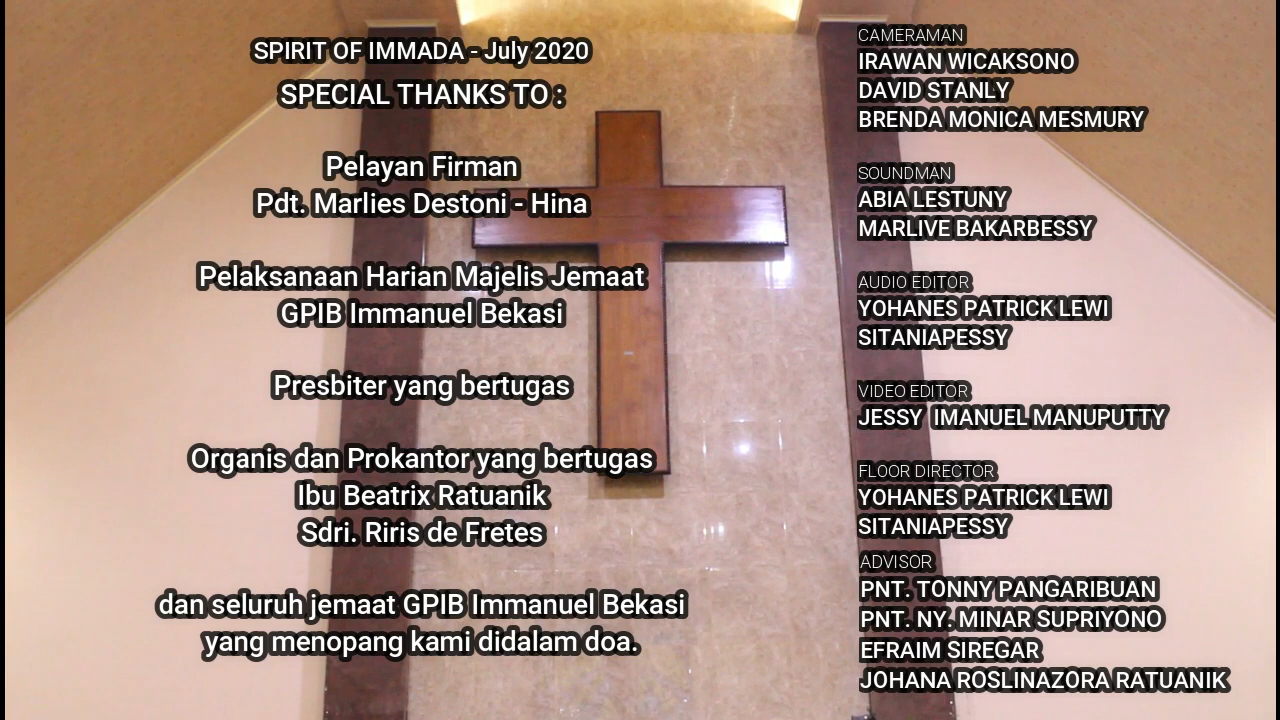 SPIRIT OF IMMADA - July 2020
SPECIAL THANKS TO :
Pelayan Firman
Pdt. Marlies Destoni - Hina
Pelaksanaan Harian Majelis Jemaat
GPIB Immanuel Bekasi
Presbiter yang bertugas
Organis dan Prokantor yang bertugas
Ibu Beatrix Ratuanik
Sdri. Riris de Fretes
dan seluruh jemaat GPIB Immanuel Bekasi
yang menopang kami didalam doa.
CAMERAMAN
IRAWAN WICAKSONO
DAVID STANLY
BRENDA MONICA MESMURY
SOUNDMAN
ABIA LESTUNY
MARLIVE BAKARBESSY
AUDIO EDITOR
YOHANES PATRICK LEWI
SITANIAPESSY
VIDEO EDITOR
JESSY IMANUEL MANUPUTTY
FLOOR DIRECTOR
YOHANES PATRICK LEWI
SITANIAPESSY
ADVISOR
PNT. TONNY PANGARIBUAN
PNT. NY. MINAR SUPRIYONO
EFRAIM SIREGAR
JOHANA ROSLINAZORA RATUANIK